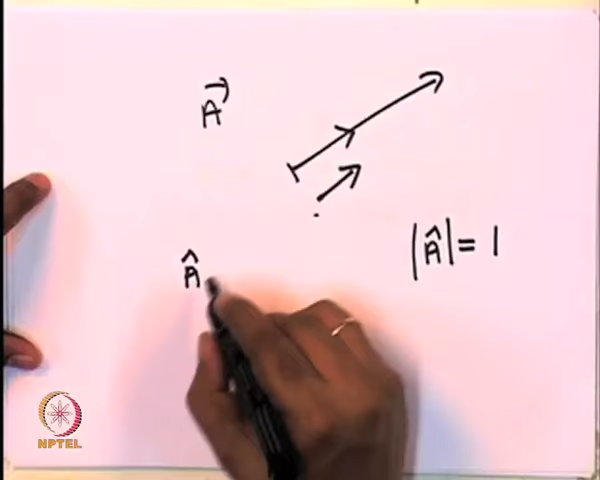 A⃗
|Â| = 1
Â
NPTEL